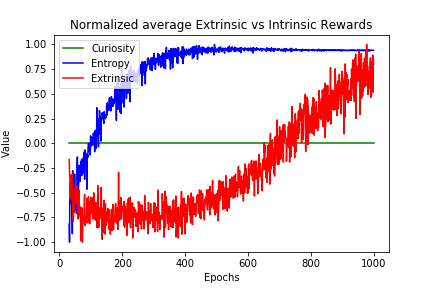 Normalized average Extrinsic vs Intrinsic Rewards
1.00
0.75
0.50
0.25
0.00
−0.25
−0.50
−0.75
−1.00
Value
Curiosity
Entropy
Extrinsic
0 200 400 600 800 1000
Epochs